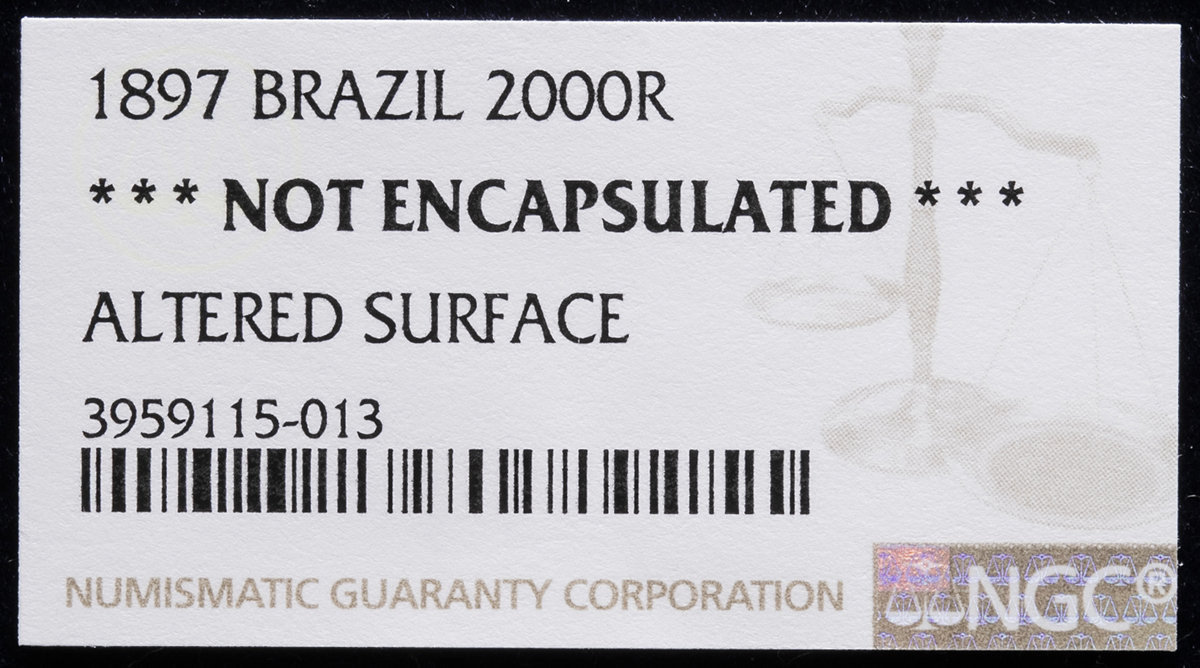 1897 BRAZIL 2000R
* * * NOT ENCAPSULATED * * *
ALTERED SURFACE
3959115-013
NUMISMATIC GUARANTY CORPORATION
NGC®